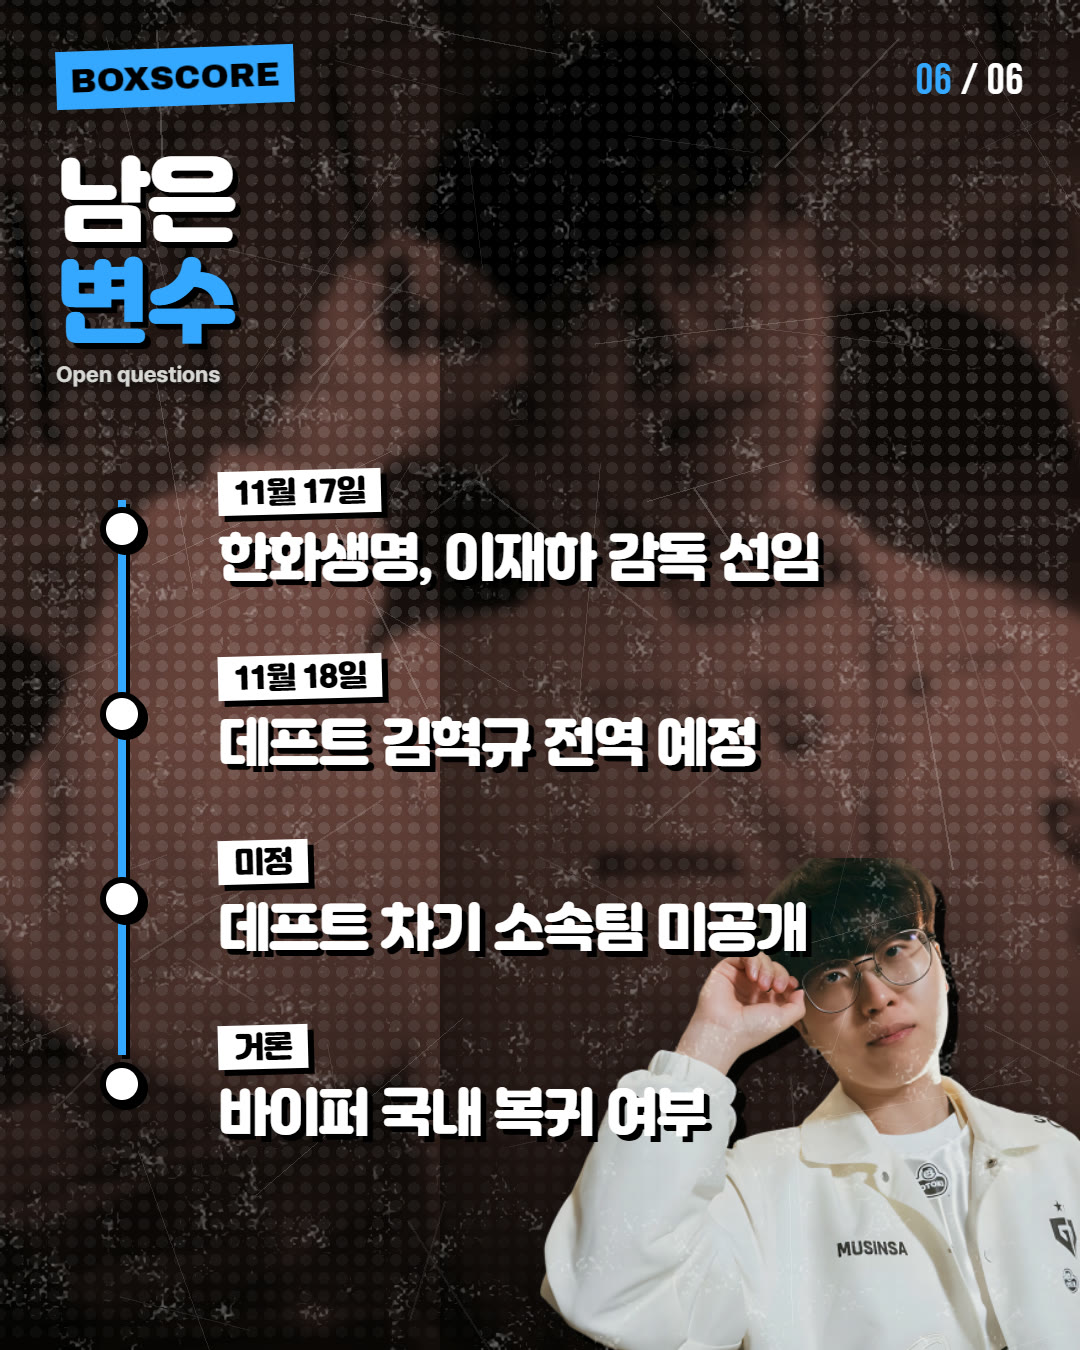 BOXSCORE
06 / 06
남은
변수
Open questions
11월 17일
한화생명, 이재하 감독 선임
11월 18일
데프트 김혁규 전역 예정
미정
데프트 차기 소속팀 미공개
거론
바이퍼 국내 복귀 여부
MUSINSA